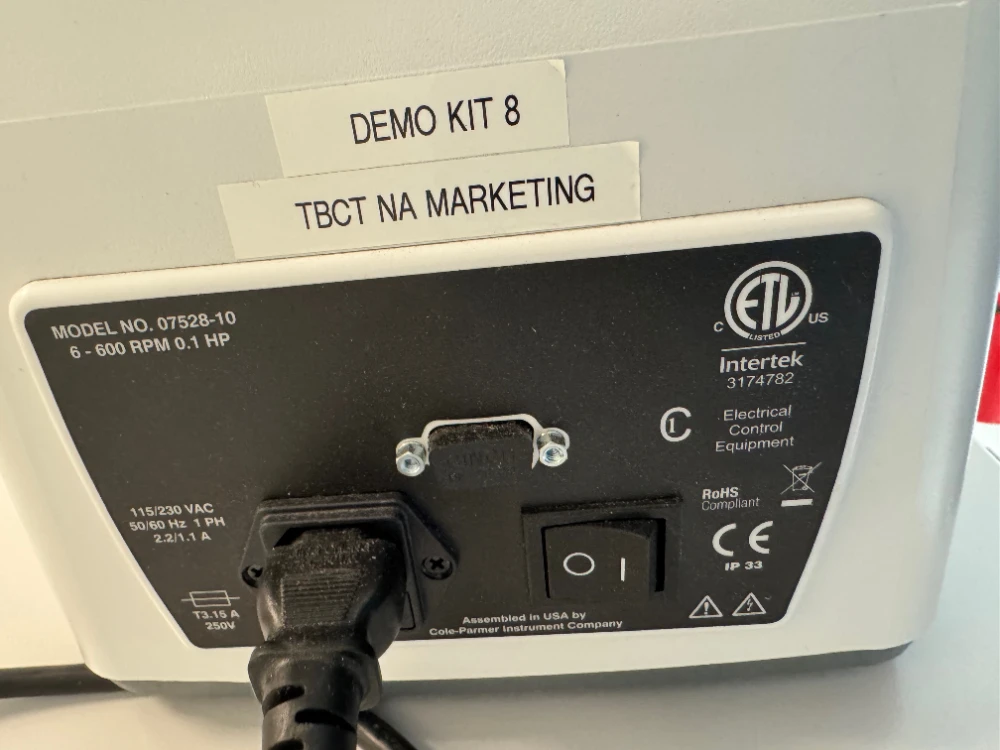 DEMO KIT 8
TBCT NA MARKETING
MODEL NO. 07528-10
6 - 600 RPM 0.1 HP
ETL
C US
LISTED
Intertek
3174782
Electrical
Control
Equipment
RoHS
Compliant
CE
IP 33
115/230 VAC
50/60 Hz 1 PH
2.2/1.1 A
T3.15 A
250V
O I
Assembled in USA by
Cole-Parmer Instrument Company